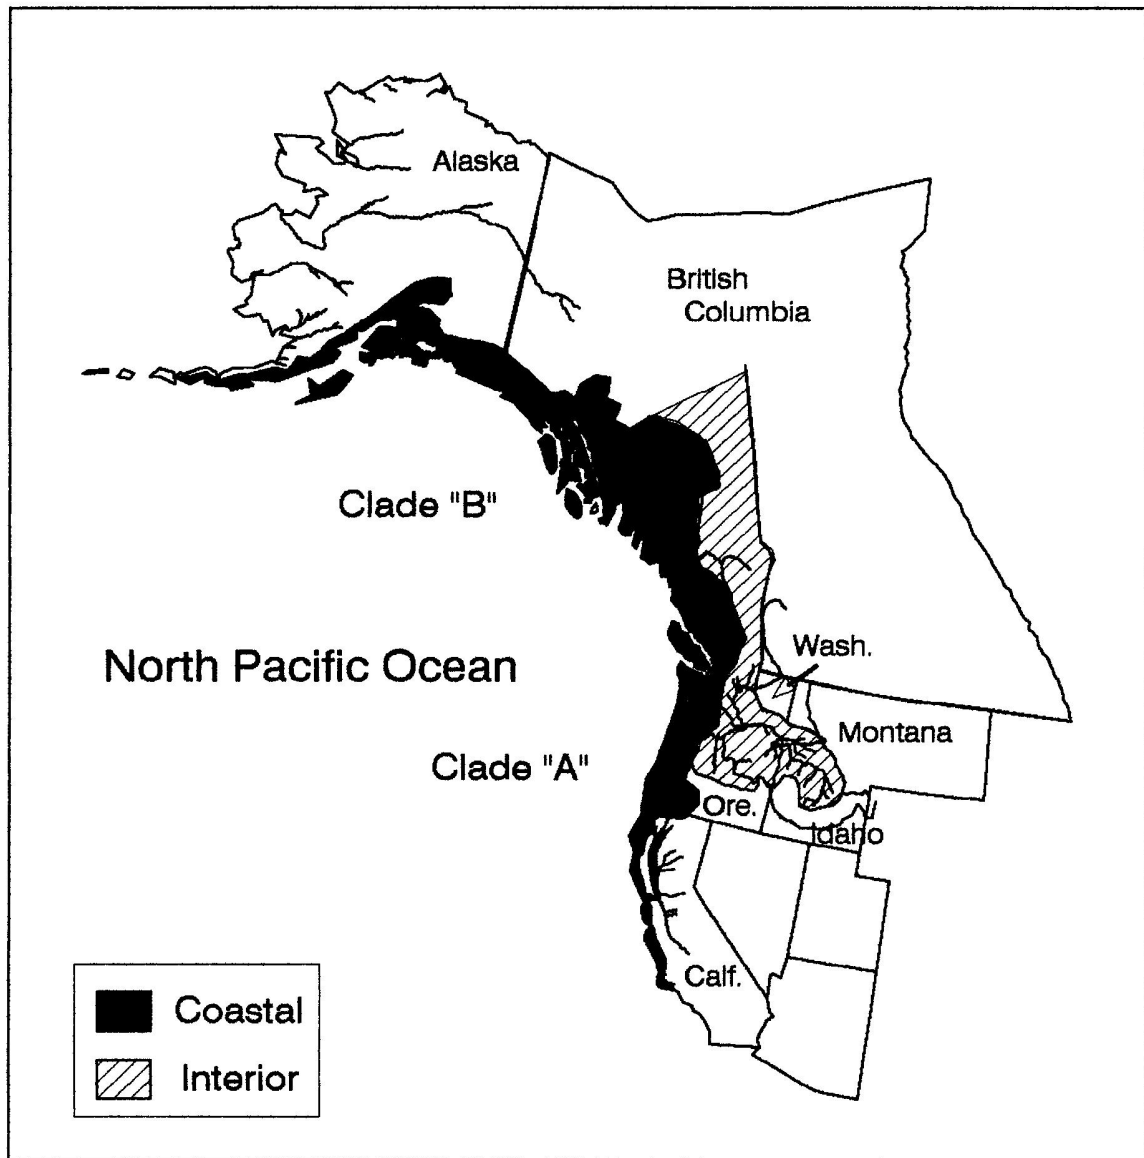 Alaska
British
Columbia
Clade "B"
Wash.
North Pacific Ocean
Montana
Clade "A"
Ore.
Idaho
Calf.
Coastal
Interior